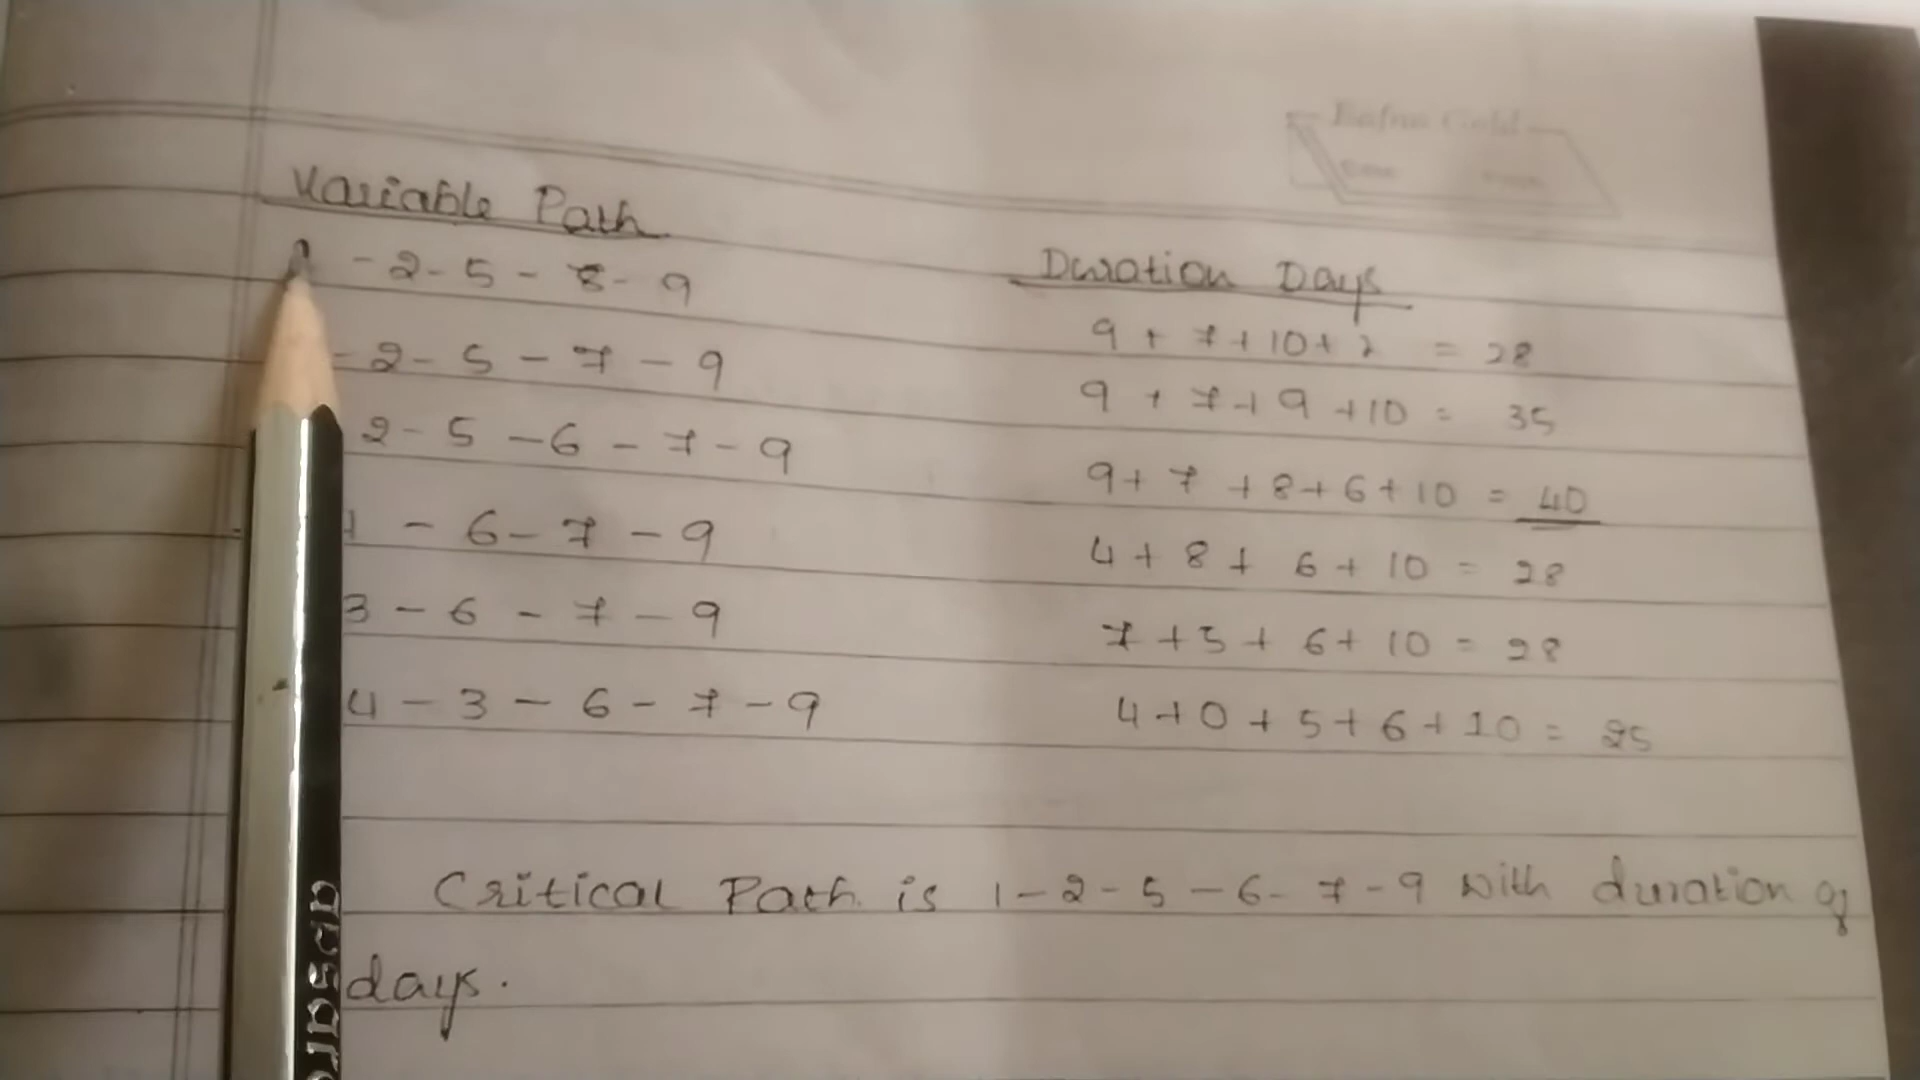 Variable Path
Duration Days
1 - 2 - 5 - 8 - 9
9 + 7 + 10 + 2 = 28
- 2 - 5 - 7 - 9
9 + 7 + 9 + 10 = 35
2 - 5 - 6 - 7 - 9
9 + 7 + 8 + 6 + 10 = 40
- 6 - 7 - 9
4 + 8 + 6 + 10 = 28
3 - 6 - 7 - 9
7 + 5 + 6 + 10 = 28
4 - 3 - 6 - 7 - 9
4 + 0 + 5 + 6 + 10 = 25
Critical Path is 1 - 2 - 5 - 6 - 7 - 9 with duration of
days.